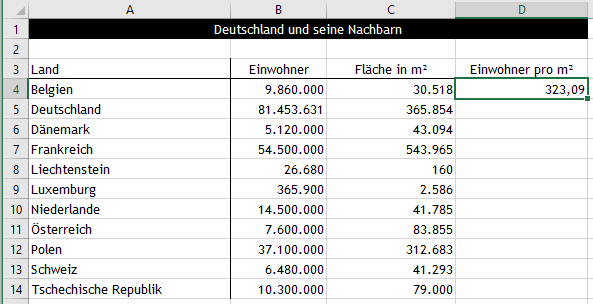 A B C D
1 Deutschland und seine Nachbarn
2
3 Land Einwohner Fläche in m² Einwohner pro m²
4 Belgien 9.860.000 30.518 323,09
5 Deutschland 81.453.631 365.854
6 Dänemark 5.120.000 43.094
7 Frankreich 54.500.000 543.965
8 Liechtenstein 26.680 160
9 Luxemburg 365.900 2.586
10 Niederlande 14.500.000 41.785
11 Österreich 7.600.000 83.855
12 Polen 37.100.000 312.683
13 Schweiz 6.480.000 41.293
14 Tschechische Republik 10.300.000 79.000